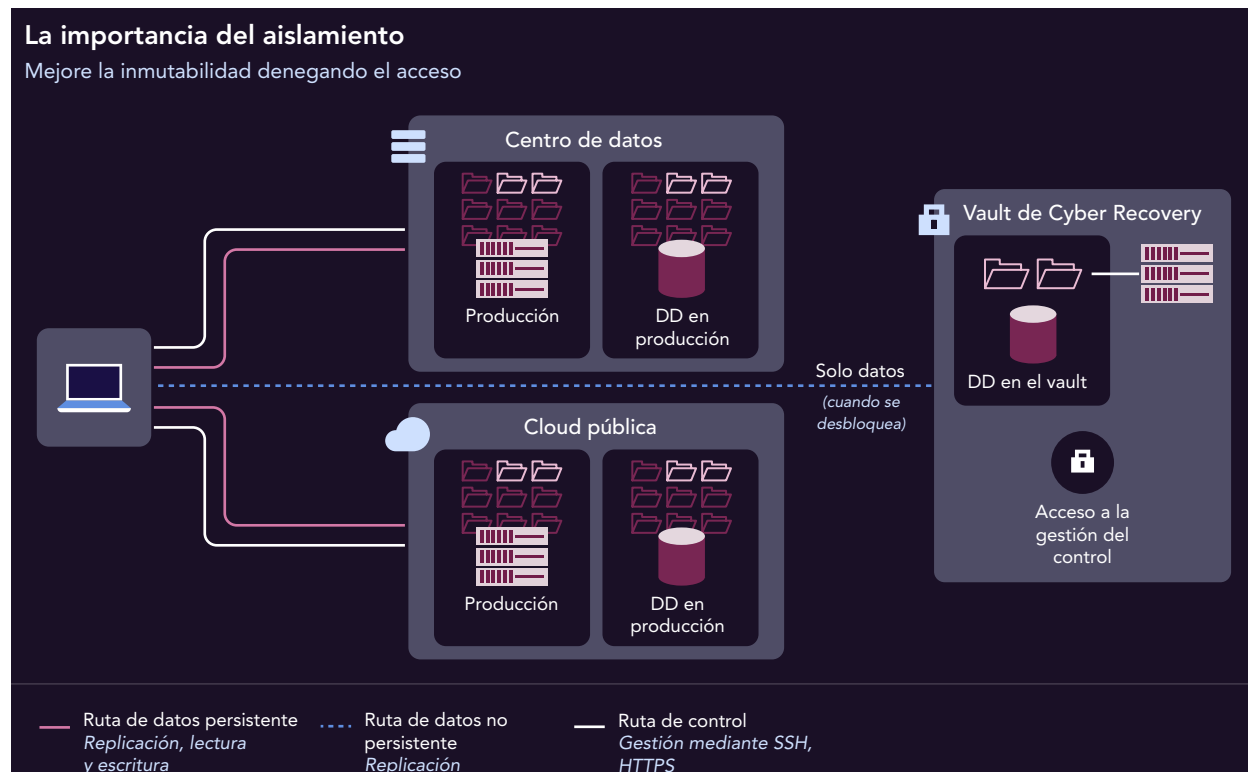 La importancia del aislamiento
Mejore la inmutabilidad denegando el acceso
Centro de datos
Producción
DD en
producción
Vault de Cyber Recovery
DD en el vault
Acceso a la
gestión del
control
Solo datos
(cuando se
desbloquea)
Cloud pública
Producción
DD en
producción
Ruta de datos persistente
Replicación, lectura
y escritura
Ruta de datos no
persistente
Replicación
Ruta de control
Gestión mediante SSH,
HTTPS